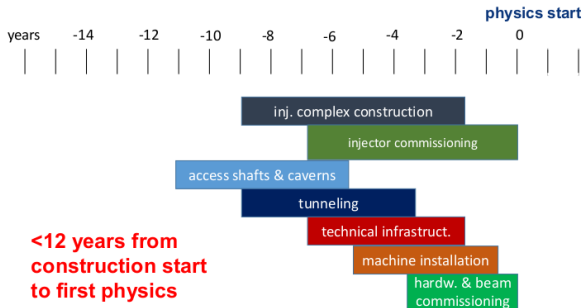 physics start
years -14 -12 -10 -8 -6 -4 -2 0
inj. complex construction
injector commissioning
access shafts & caverns
tunneling
technical infrastruct.
machine installation
hardw. & beam
commissioning
<12 years from
construction start
to first physics